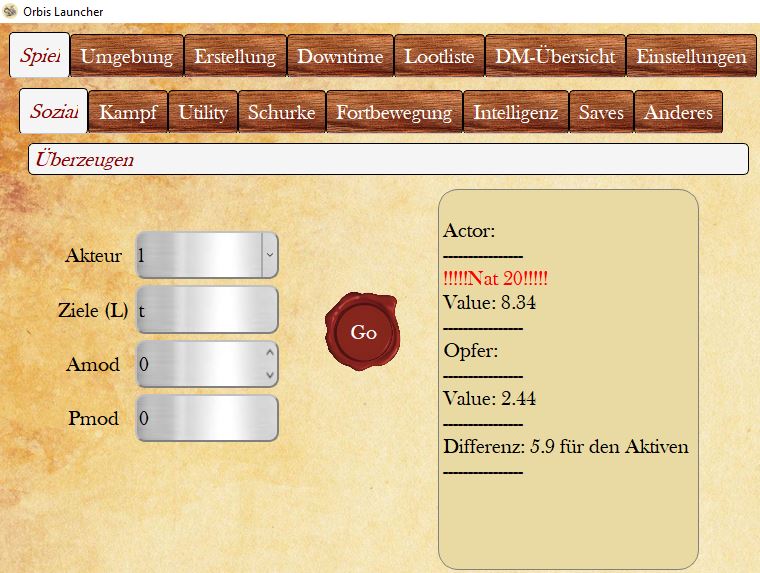 Orbis Launcher
Spiel Umgebung Erstellung Downtime Lootliste DM-Übersicht Einstellungen
Sozial Kampf Utility Schurke Fortbewegung Intelligenz Saves Anderes
Überzeugen
Akteur 1
Ziele (L) t
Amod 0
Pmod 0
Go
Actor:
----------------
!!!!!Nat 20!!!!!
Value: 8.34
----------------
Opfer:
----------------
Value: 2.44
----------------
Differenz: 5.9 für den Aktiven
----------------